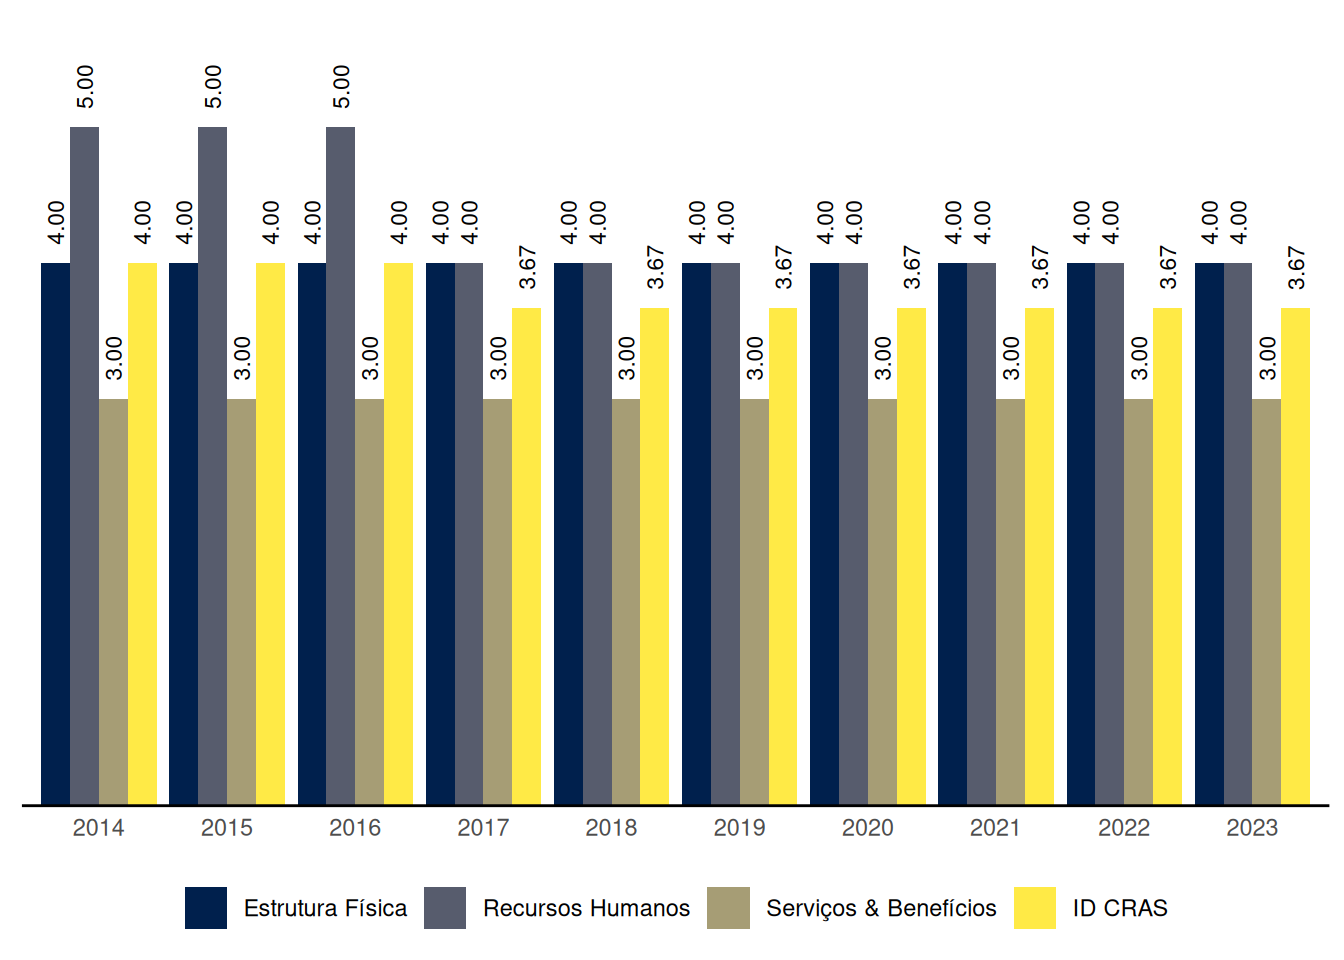 5.00 5.00 5.00
4.00 4.00 4.00 4.00 4.00 4.00 4.00 4.00 4.00 4.00 4.00 4.00 4.00 4.00 4.00 4.00 4.00 4.00 4.00 4.00
3.67 3.67 3.67 3.67 3.67 3.67 3.67
3.00 3.00 3.00 3.00 3.00 3.00 3.00 3.00 3.00 3.00
2014 2015 2016 2017 2018 2019 2020 2021 2022 2023
Estrutura Física Recursos Humanos Serviços & Benefícios ID CRAS